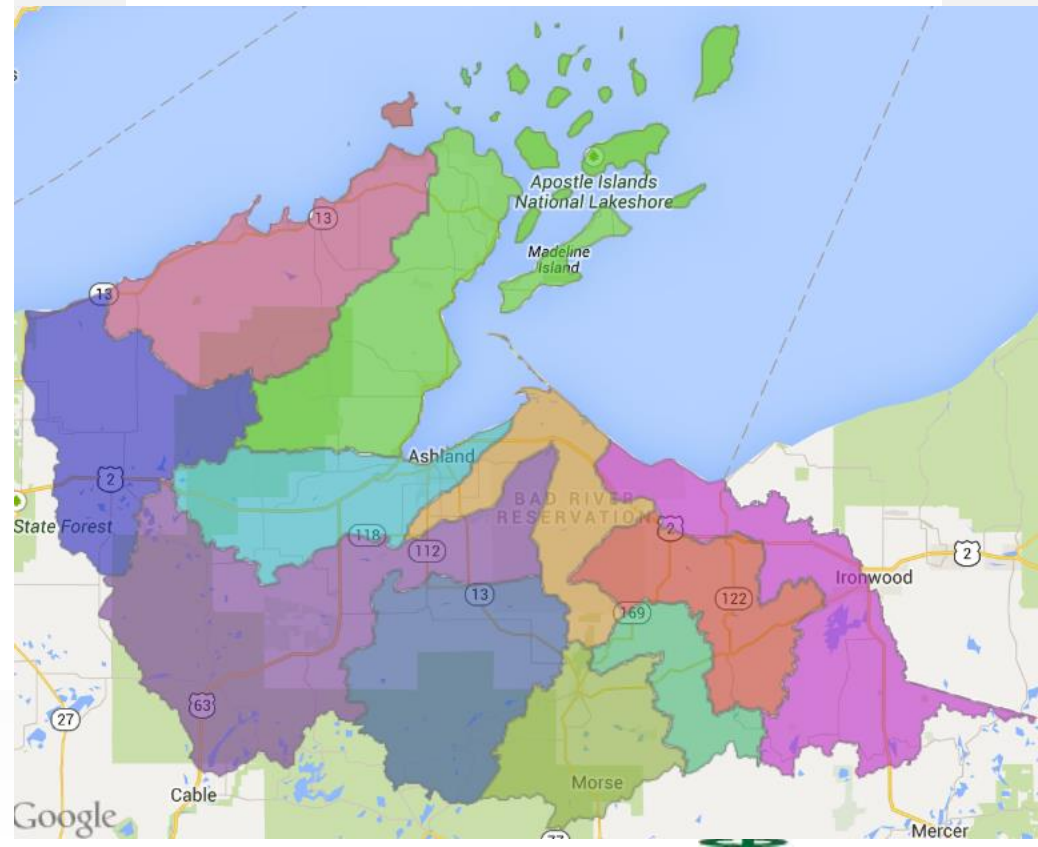 Apostle Islands
National Lakeshore
13
Madeline
Island
13
Ashland
2
BAD RIVER
RESERVATION
State Forest
118
2
112
2
Ironwood
13
122
169
63
27
Morse
Cable
Google
Mercer